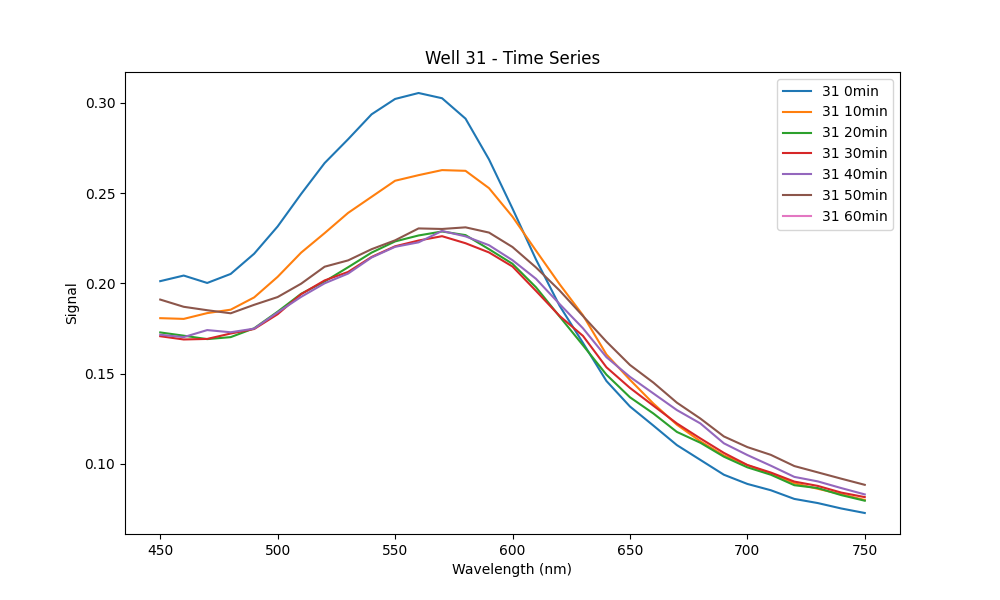 Well 31 - Time Series
31 0min
31 10min
31 20min
31 30min
31 40min
31 50min
31 60min
Signal
0.30
0.25
0.20
0.15
0.10
450 500 550 600 650 700 750
Wavelength (nm)